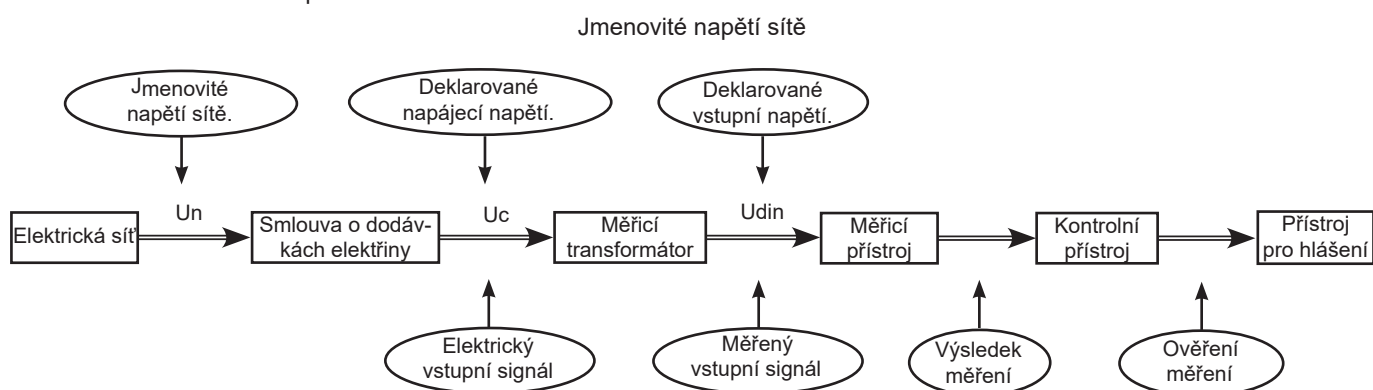 Jmenovité napětí sítě
Jmenovité
napětí sítě.
Deklarované
napájecí napětí.
Deklarované
vstupní napětí.
Elektrická síť
Un
Smlouva o dodáv-
kách elektřiny
Uc
Měřicí
transformátor
Udin
Měřicí
přístroj
Kontrolní
přístroj
Přístroj
pro hlášení
Elektrický
vstupní signál
Měřený
vstupní signál
Výsledek
měření
Ověření
měření